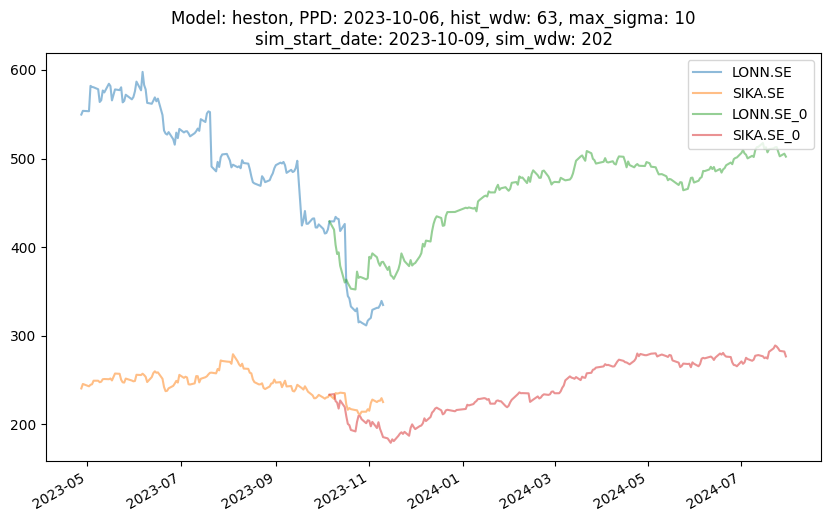 Model: heston, PPD: 2023-10-06, hist_wdw: 63, max_sigma: 10
sim_start_date: 2023-10-09, sim_wdw: 202
LONN.SE
SIKA.SE
LONN.SE_0
SIKA.SE_0
600
500
400
300
200
2023-05
2023-07
2023-09
2023-11
2024-01
2024-03
2024-05
2024-07